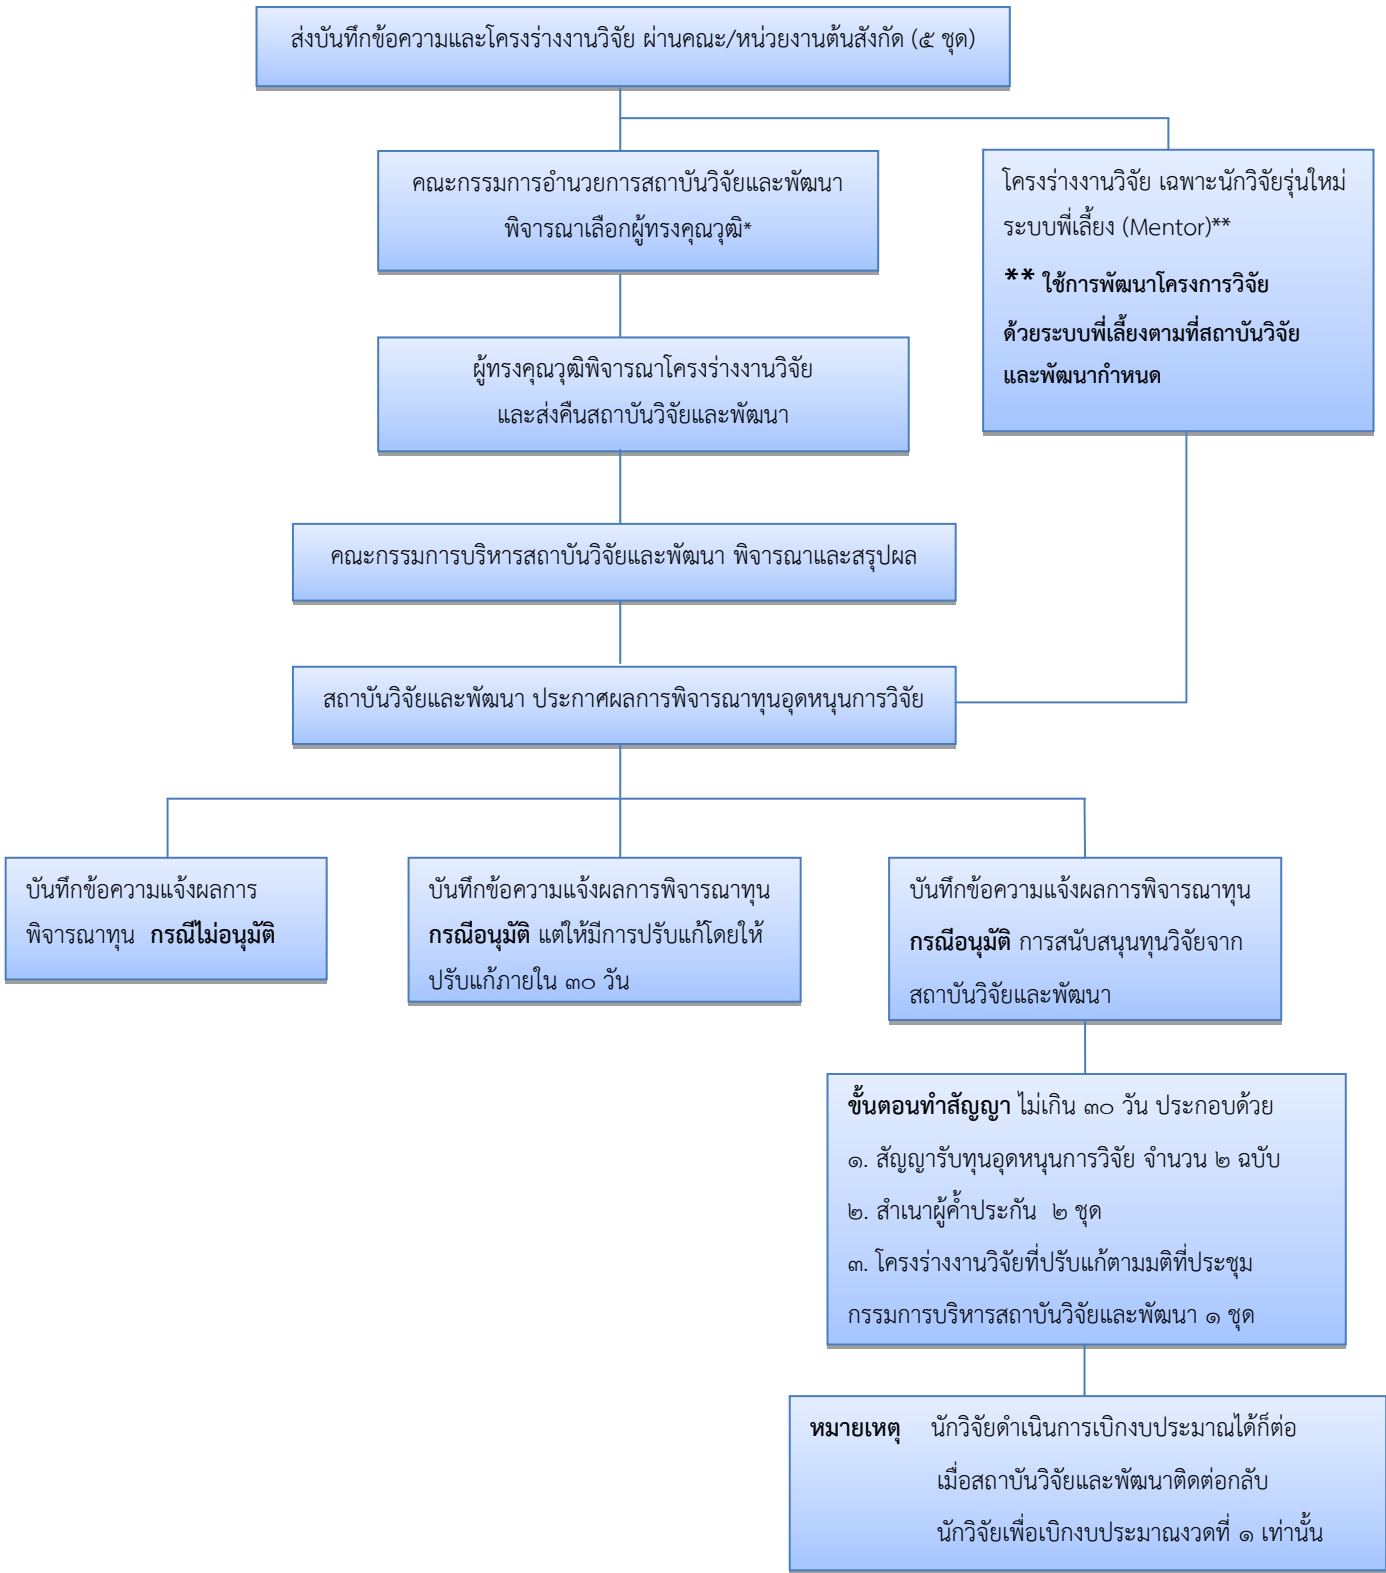 ส่งบันทึกข้อความและโครงร่างงานวิจัย ผ่านคณะ/หน่วยงานต้นสังกัด (๕ ชุด)
คณะกรรมการอำนวยการสถาบันวิจัยและพัฒนา
พิจารณาเลือกผู้ทรงคุณวุฒิ*
โครงร่างงานวิจัย เฉพาะนักวิจัยรุ่นใหม่
ระบบพี่เลี้ยง (Mentor)**
** ใช้การพัฒนาโครงการวิจัย
ด้วยระบบพี่เลี้ยงตามที่สถาบันวิจัย
และพัฒนากำหนด
ผู้ทรงคุณวุฒิพิจารณาโครงร่างงานวิจัย
และส่งคืนสถาบันวิจัยและพัฒนา
คณะกรรมการบริหารสถาบันวิจัยและพัฒนา พิจารณาและสรุปผล
สถาบันวิจัยและพัฒนา ประกาศผลการพิจารณาทุนอุดหนุนการวิจัย
บันทึกข้อความแจ้งผลการ
พิจารณาทุน กรณีไม่อนุมัติ
บันทึกข้อความแจ้งผลการพิจารณาทุน
กรณีอนุมัติ แต่ให้มีการปรับแก้โดยให้
ปรับแก้ภายใน ๓๐ วัน
บันทึกข้อความแจ้งผลการพิจารณาทุน
กรณีอนุมัติ การสนับสนุนทุนวิจัยจาก
สถาบันวิจัยและพัฒนา
ขั้นตอนทำสัญญา ไม่เกิน ๓๐ วัน ประกอบด้วย
๑. สัญญารับทุนอุดหนุนการวิจัย จำนวน ๒ ฉบับ
๒. สำเนาผู้ค้ำประกัน ๒ ชุด
๓. โครงร่างงานวิจัยที่ปรับแก้ตามมติที่ประชุม
กรรมการบริหารสถาบันวิจัยและพัฒนา ๑ ชุด
หมายเหตุ นักวิจัยดำเนินการเบิกงบประมาณได้ก็ต่อ
เมื่อสถาบันวิจัยและพัฒนาติดต่อกลับ
นักวิจัยเพื่อเบิกงบประมาณงวดที่ ๑ เท่านั้น